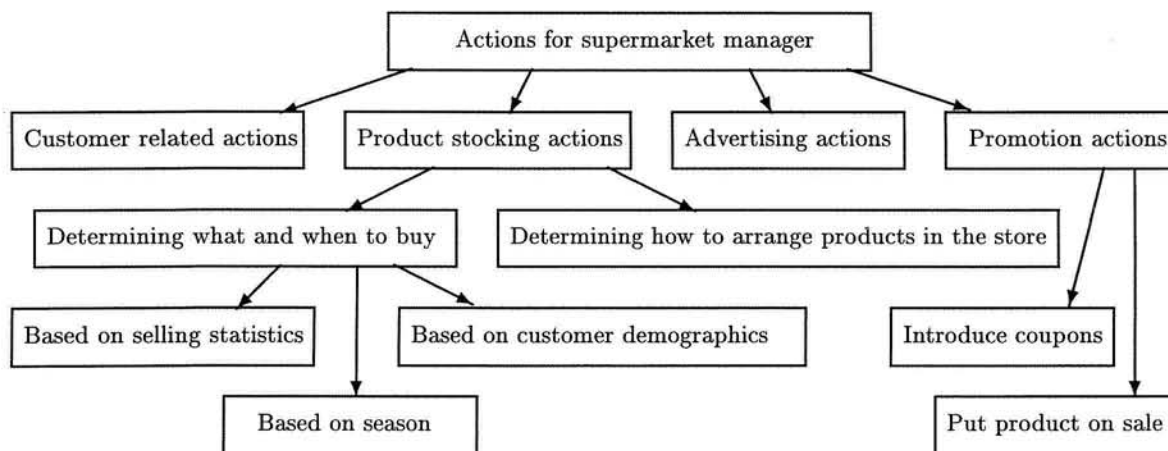 Actions for supermarket manager
Customer related actions
Product stocking actions
Advertising actions
Promotion actions
Determining what and when to buy
Determining how to arrange products in the store
Based on selling statistics
Based on customer demographics
Introduce coupons
Based on season
Put product on sale